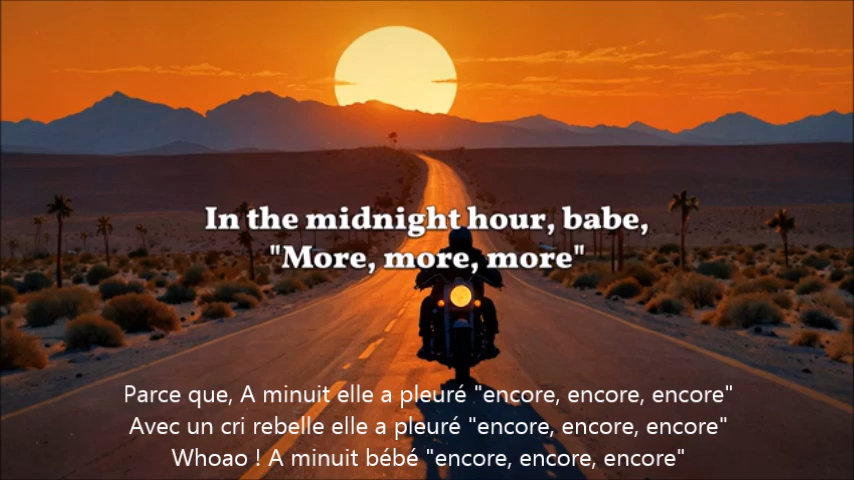 In the midnight hour, babe,
"More, more, more"
Parce que, A minuit elle a pleuré "encore, encore, encore"
Avec un cri rebelle elle a pleuré "encore, encore, encore"
Whoao ! A minuit bébé "encore, encore, encore"